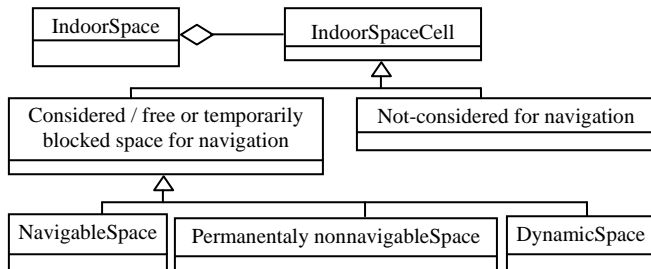 IndoorSpace
IndoorSpaceCell
Considered / free or temporarily
blocked space for navigation
Not-considered for navigation
NavigableSpace
Permanentaly nonnavigableSpace
DynamicSpace